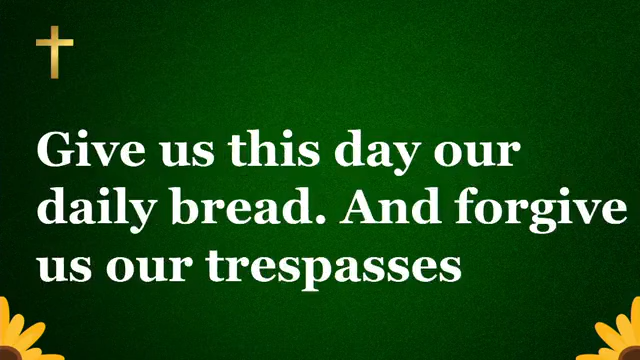 Give us this day our
daily bread. And forgive
us our trespasses